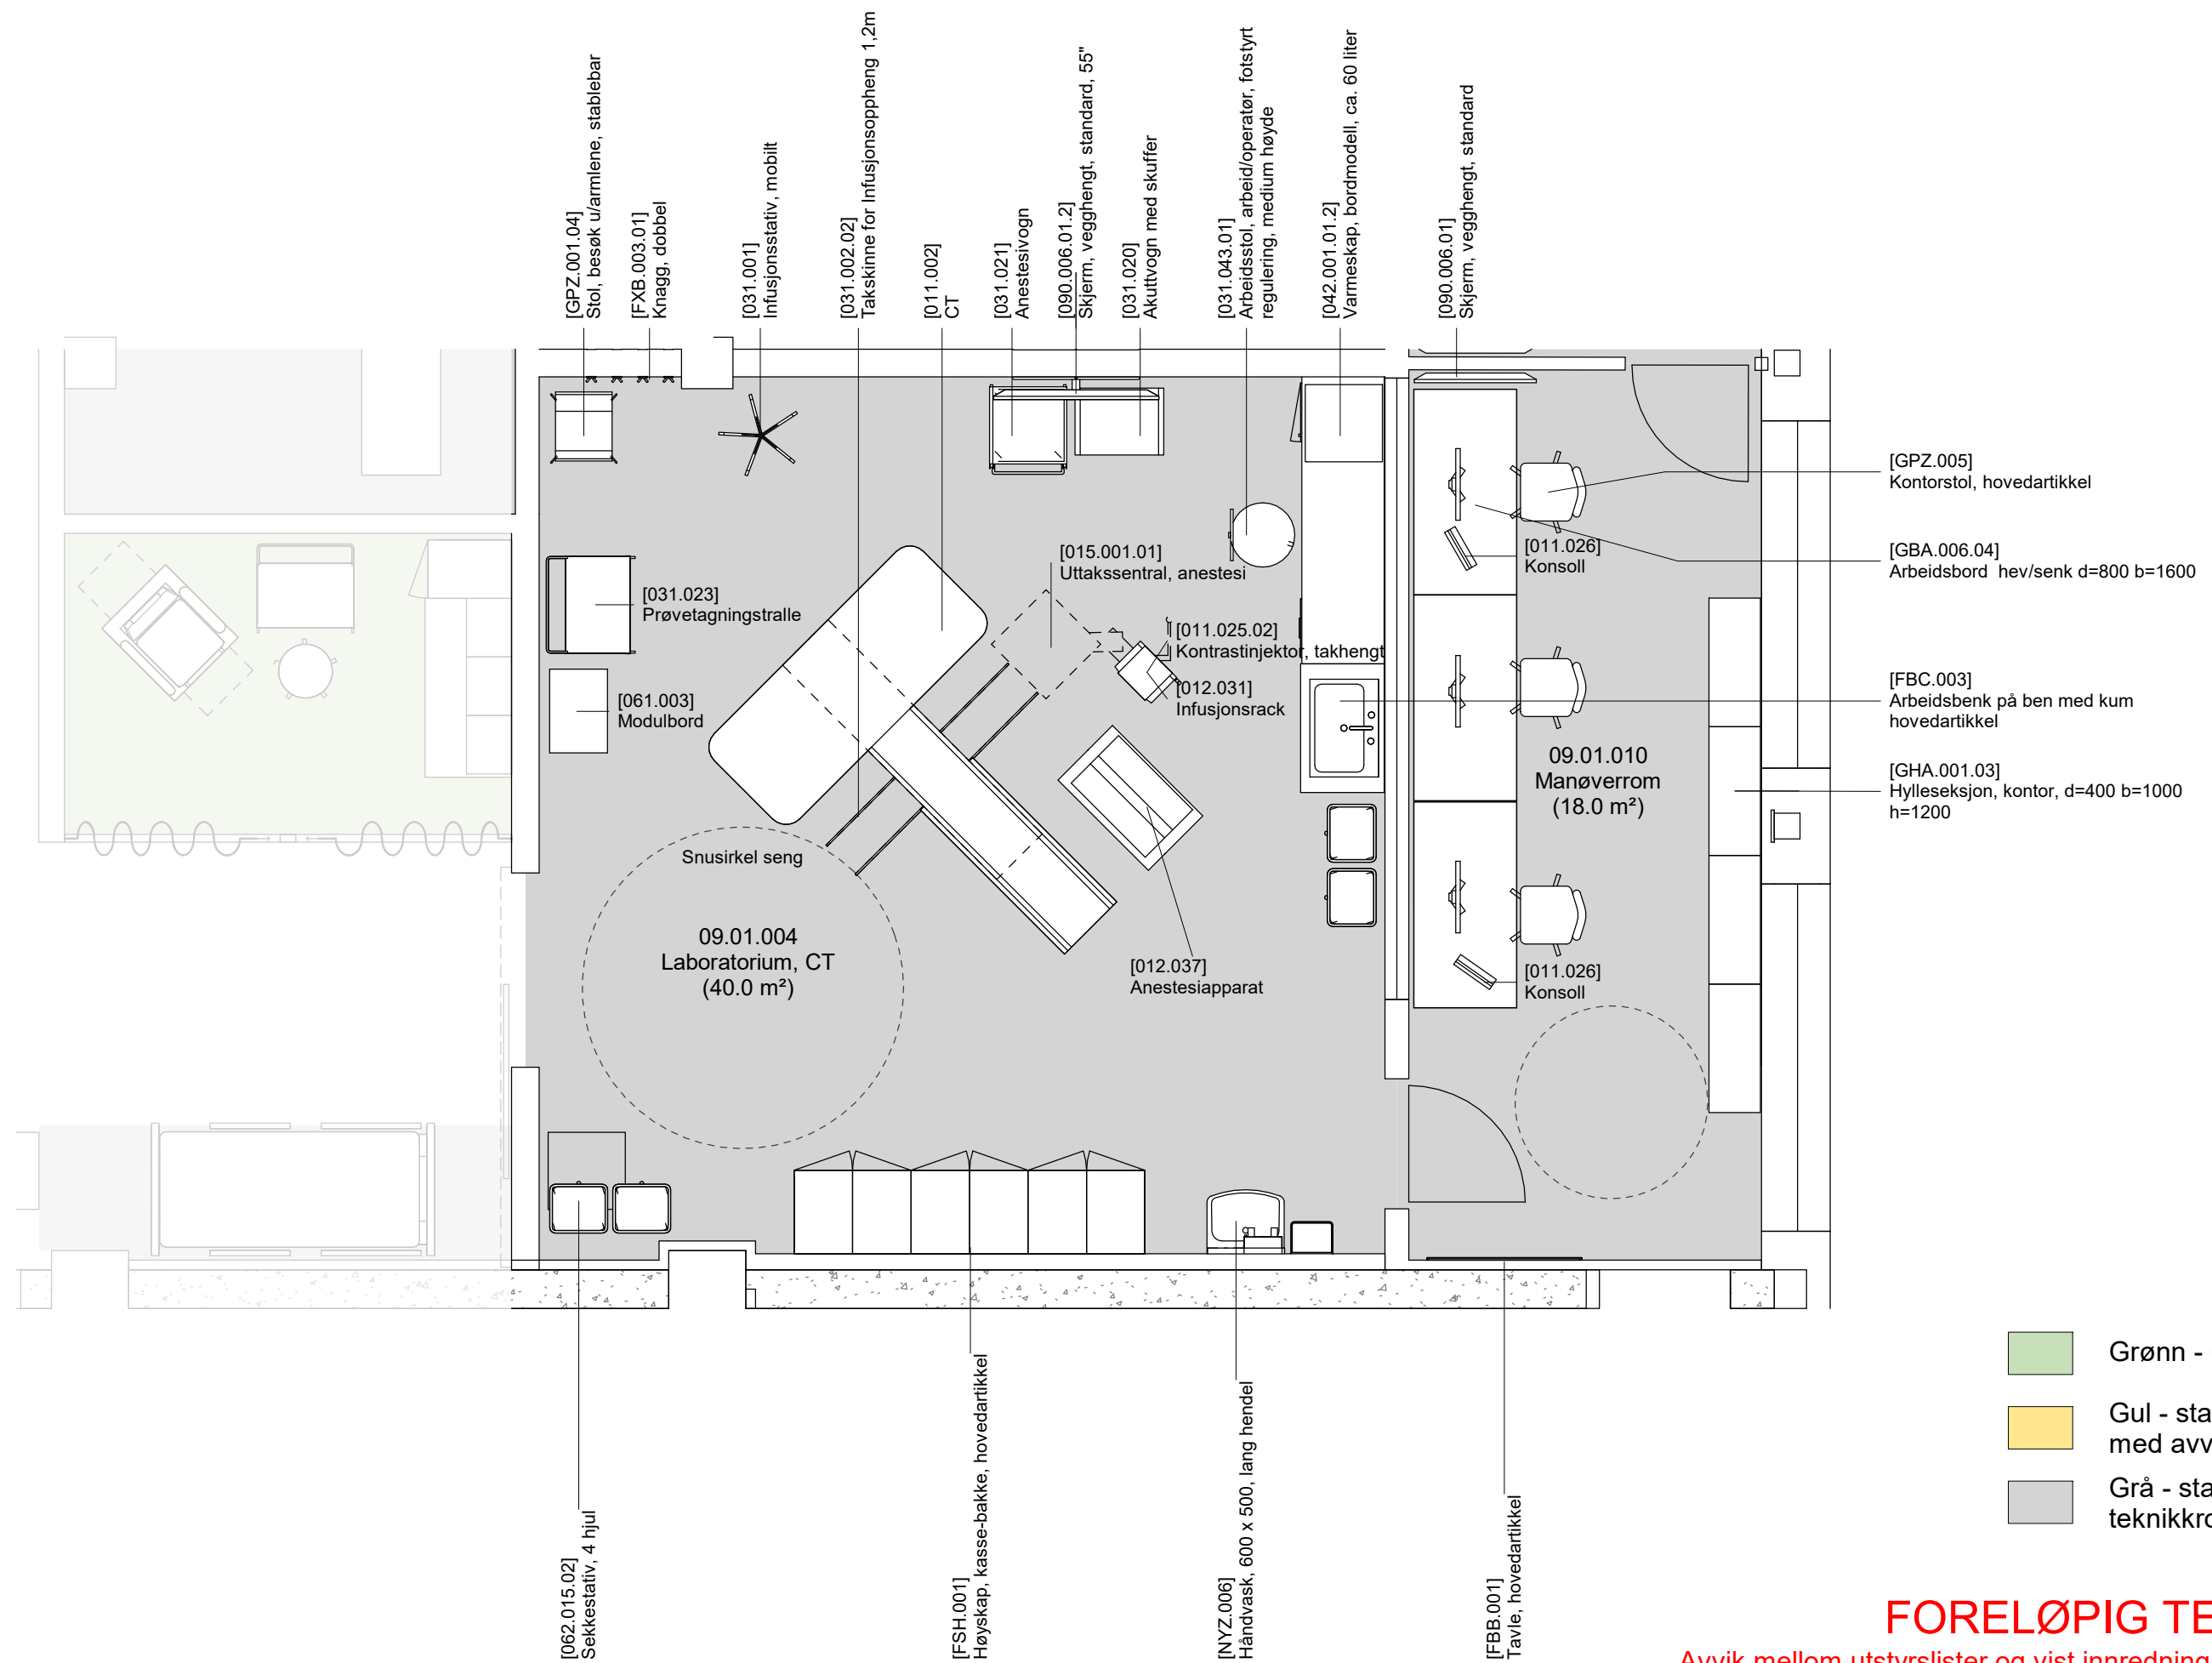 [GPZ.001.04]
Stol, besøk u/armlene, stablebar
[FXB.003.01]
Knagg, dobbel
[031.001]
Infusjonsstativ, mobilt
[031.002.02]
Takskinne for Infusjonsoppheng 1,2m
[011.002]
CT
[031.021]
Anestesivogn
[090.006.01.2]
Skjerm, vegghengt, standard, 55"
[031.020]
Akuttvogn med skuffer
[031.043.01]
Arbeidsstol, arbeid/operatør, fotstyrt
regulering, medium høyde
[042.001.01.2]
Varmeskap, bordmodell, ca. 60 liter
[090.006.01]
Skjerm, vegghengt, standard
[GPZ.005]
Kontorstol, hovedartikkel
[011.026]
Konsoll
[GBA.006.04]
Arbeidsbord hev/senk d=800 b=1600
[015.001.01]
Uttakssentral, anestesi
[031.023]
Prøvetagningstralle
[011.025.02]
Kontrastinjektor, takhengt
[012.031]
Infusjonsrack
[061.003]
Modulbord
[FBC.003]
Arbeidsbenk på ben med kum
hovedartikkel
09.01.010
Manøverrom
(18.0 m²)
[GHA.001.03]
Hylleseksjon, kontor, d=400 b=1000
h=1200
Snusirkel seng
09.01.004
Laboratorium, CT
(40.0 m²)
[012.037]
Anestesiapparat
[011.026]
Konsoll
[062.015.02]
Sekkestativ, 4 hjul
[FSH.001]
Høyskap, kasse-bakke, hovedartikkel
[NYZ.006]
Håndvask, 600 x 500, lang hendel
[FBB.001]
Tavle, hovedartikkel
Grønn -
Gul - sta
med avv
Grå - sta
teknikkro
FORELØPIG TE
Avvik mellom utstyrslister og vist innredning